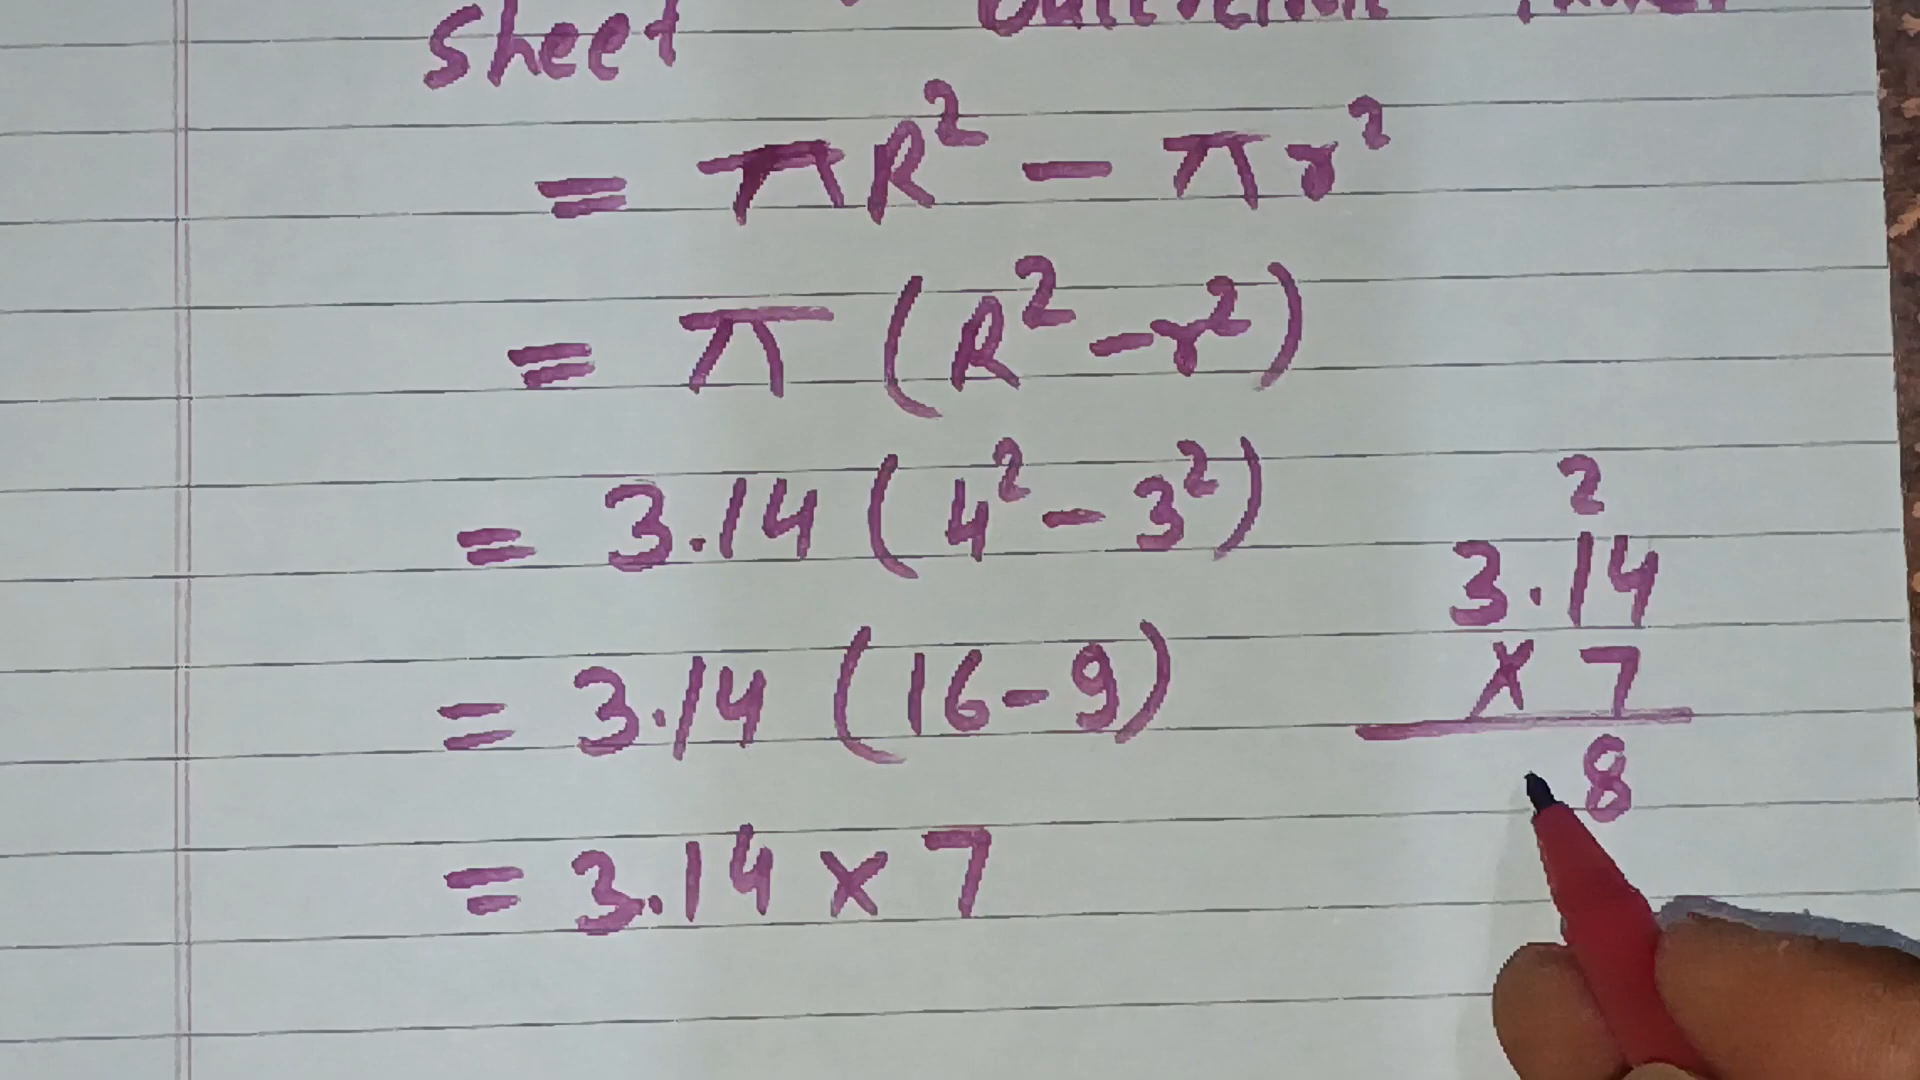 sheet
= πR² − πr²
= π (R² − r²)
= 3.14 (4² − 3²)
= 3.14 (16 − 9)
= 3.14 × 7
2
3.14
× 7
8